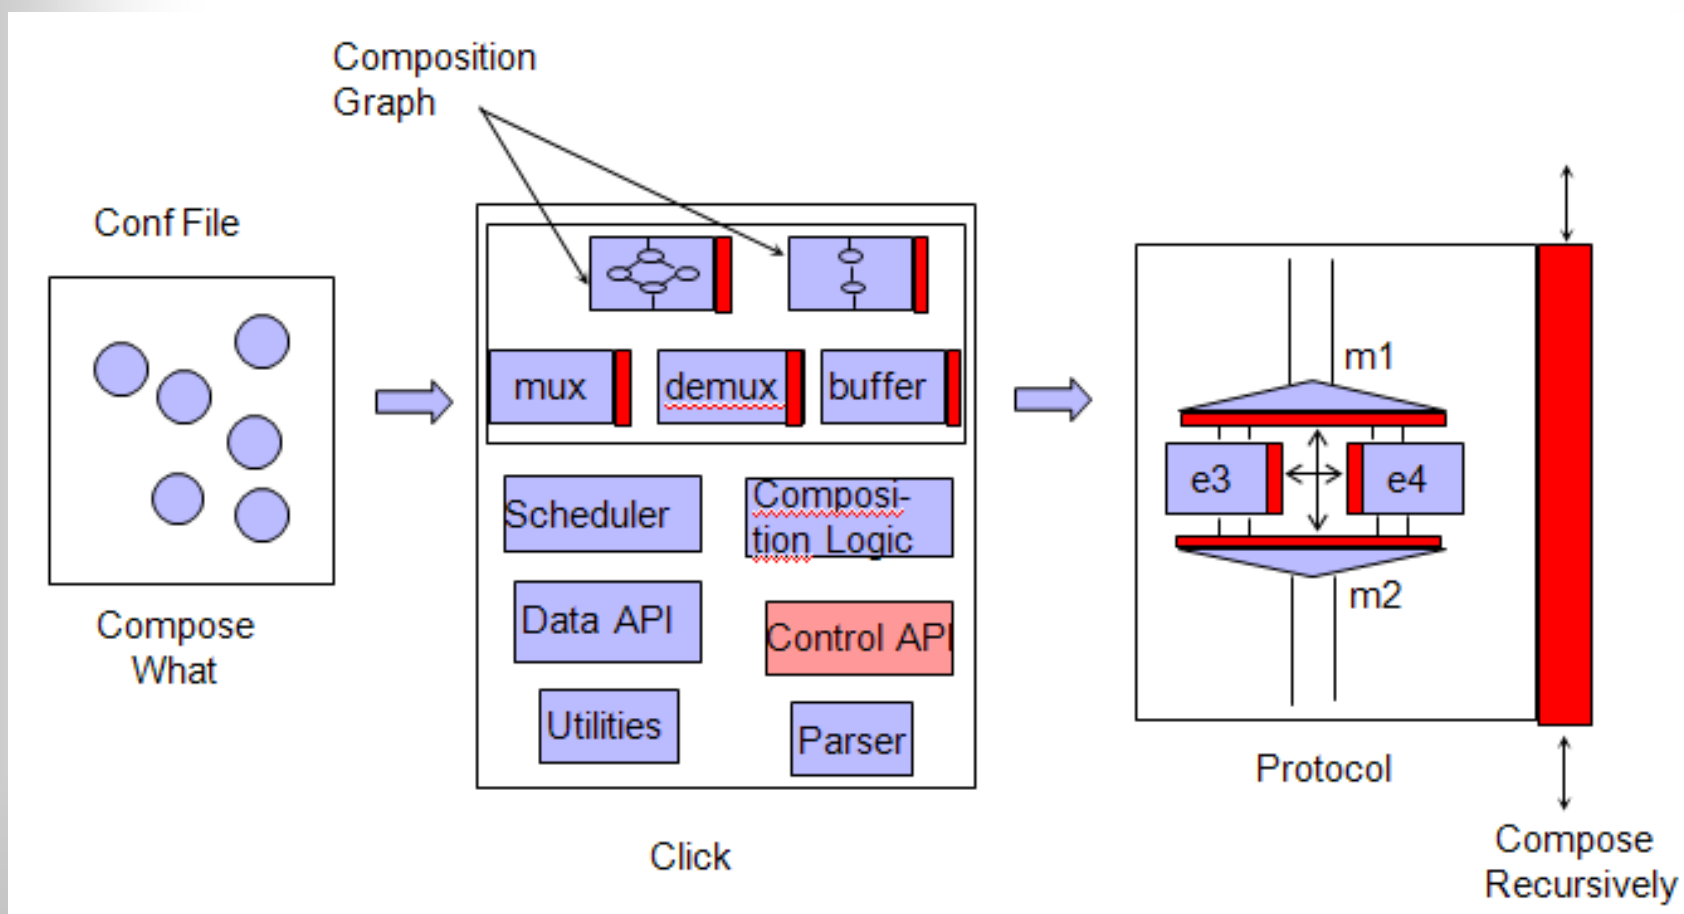 Composition
Graph
Conf File
Compose
What
mux
demux
buffer
Scheduler
Composi-
tion Logic
Data API
Control API
Utilities
Parser
Click
m1
e3
e4
m2
Protocol
Compose
Recursively